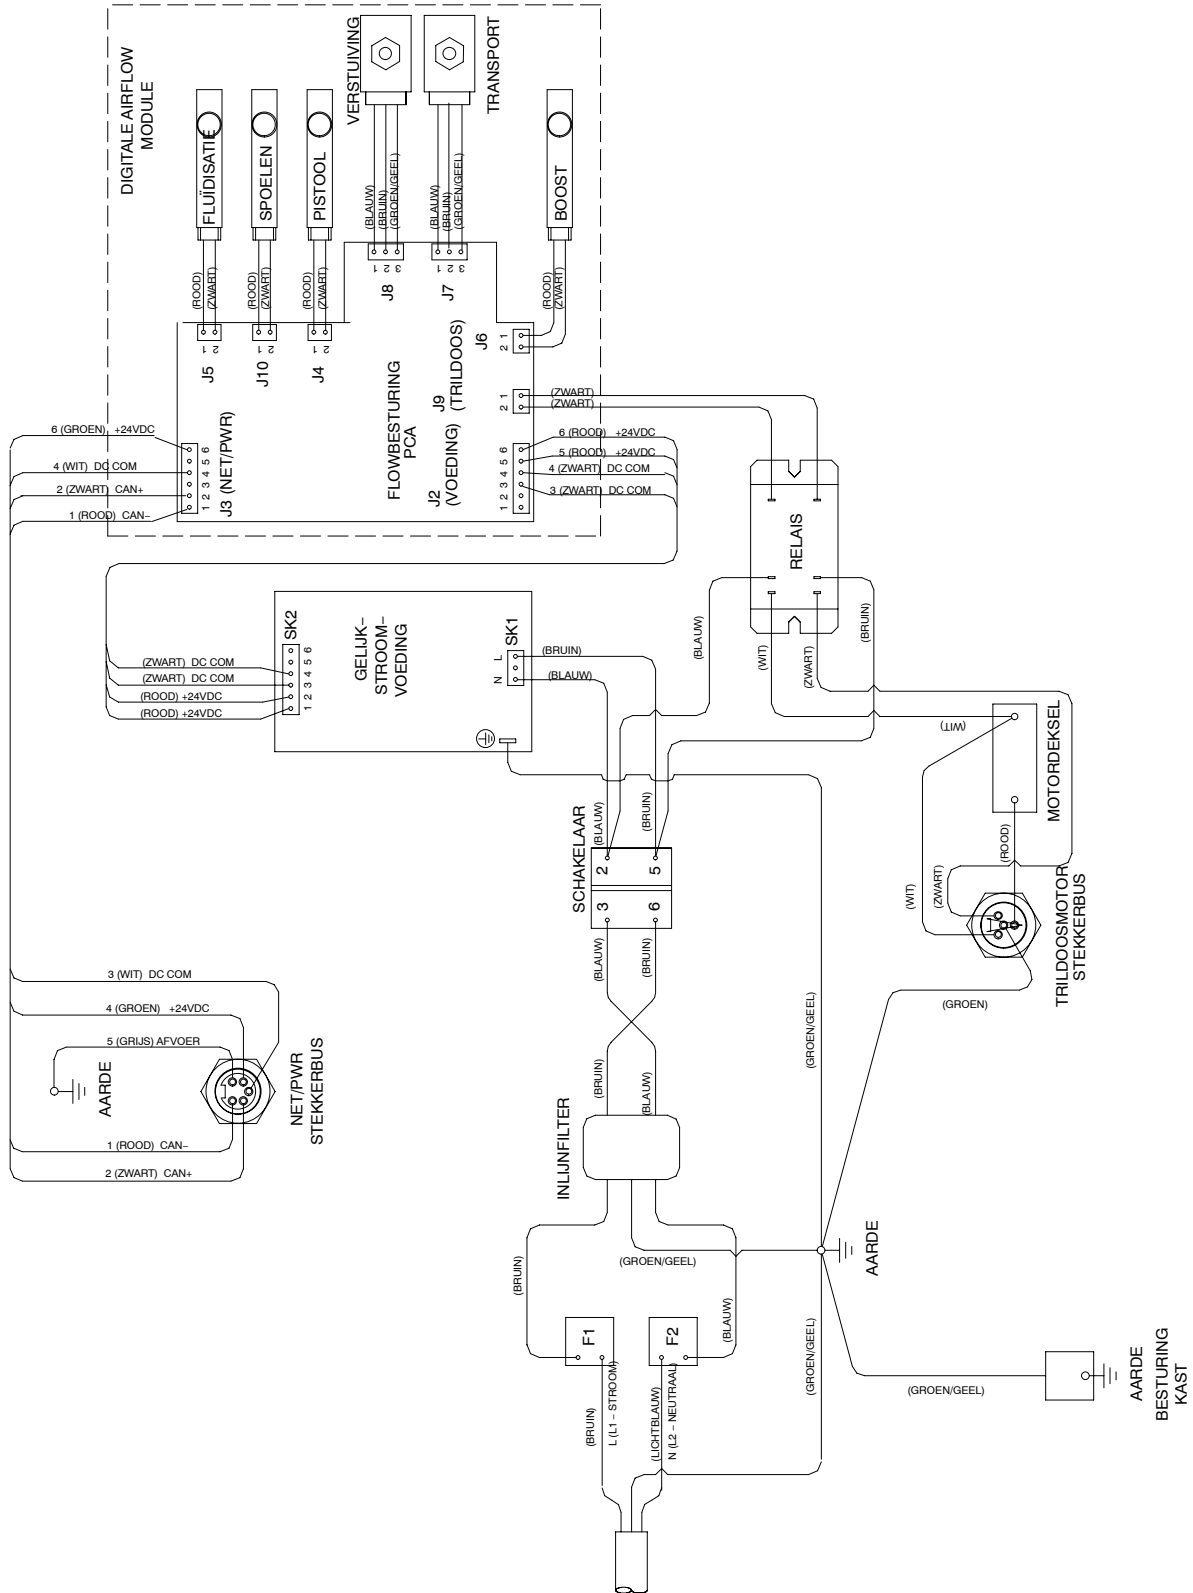 DIGITALE AIRFLOW
MODULE
FLUÏDISATIE
SPOELEN
PISTOOL
VERSTUIVING
TRANSPORT
BOOST
(ROOD)
(ZWART)
(ROOD)
(ZWART)
(ROOD)
(ZWART)
(BLAUW)
(BRUIN)
(GROEN/GEEL)
(BLAUW)
(BRUIN)
(GROEN/GEEL)
(ROOD)
(ZWART)
1 2
J5
1 2
J10
1 2
J4
1 2 3
J8
1 2 3
J7
2 1
J6
2 1
J9
(TRILDOOS)
FLOWBESTURING
PCA
J3 (NET/PWR)
1 2 3 4 5 6
J2
(VOEDING)
1 2 3 4 5 6
6 (GROEN) +24VDC
4 (WIT) DC COM
2 (ZWART) CAN+
1 (ROOD) CAN−
(ZWART)
(ZWART)
6 (ROOD) +24VDC
5 (ROOD) +24VDC
4 (ZWART) DC COM
3 (ZWART) DC COM
RELAIS
(BLAUW)
(WIT)
(ZWART)
(BRUIN)
SK2
1 2 3 4 5 6
GELIJK−
STROOM−
VOEDING
SK1
N L
(ZWART) DC COM
(ZWART) DC COM
(ROOD) +24VDC
(ROOD) +24VDC
(BRUIN)
(BLAUW)
(WIT)
MOTORDEKSEL
(ROOD)
(WIT)
(ZWART)
TRILDOOSMOTOR
STEKKERBUS
(GROEN)
SCHAKELAAR
(BLAUW)
(BRUIN)
2
5
3
6
(BLAUW)
(BRUIN)
(GROEN/GEEL)
(BRUIN)
(BLAUW)
INLIJNFILTER
3 (WIT) DC COM
4 (GROEN) +24VDC
5 (GRIJS) AFVOER
AARDE
NET/PWR
STEKKERBUS
1 (ROOD) CAN−
2 (ZWART) CAN+
(BRUIN)
(GROEN/GEEL)
AARDE
F1
F2
(BLAUW)
(GROEN/GEEL)
(BRUIN)
L (L1 − STROOM)
(LICHTBLAUW)
N (L2 − NEUTRAAL)
(GROEN/GEEL)
AARDE
BESTURING
KAST